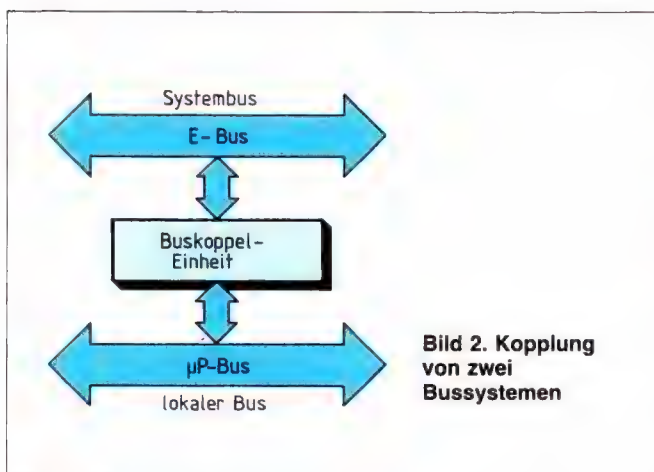 Systembus
E-Bus
Buskoppel-
Einheit
µP-Bus
lokaler Bus
Bild 2. Kopplung
von zwei
Bussystemen